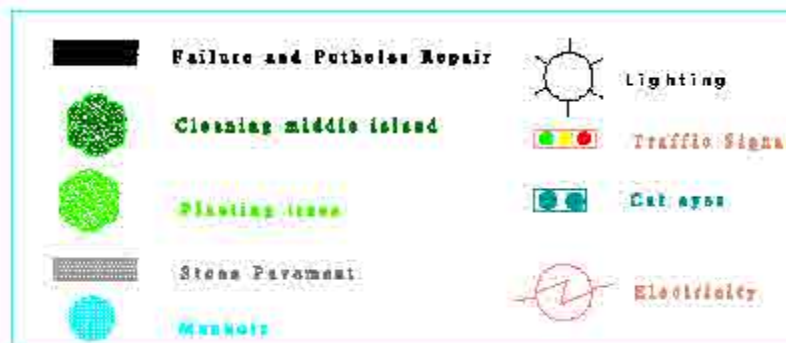 Failure and Potholes Repair
Cleaning middle island
Planting trees
Stone Pavement
Manhole
Lighting
Traffic Signa
Cat eyes
Electricity